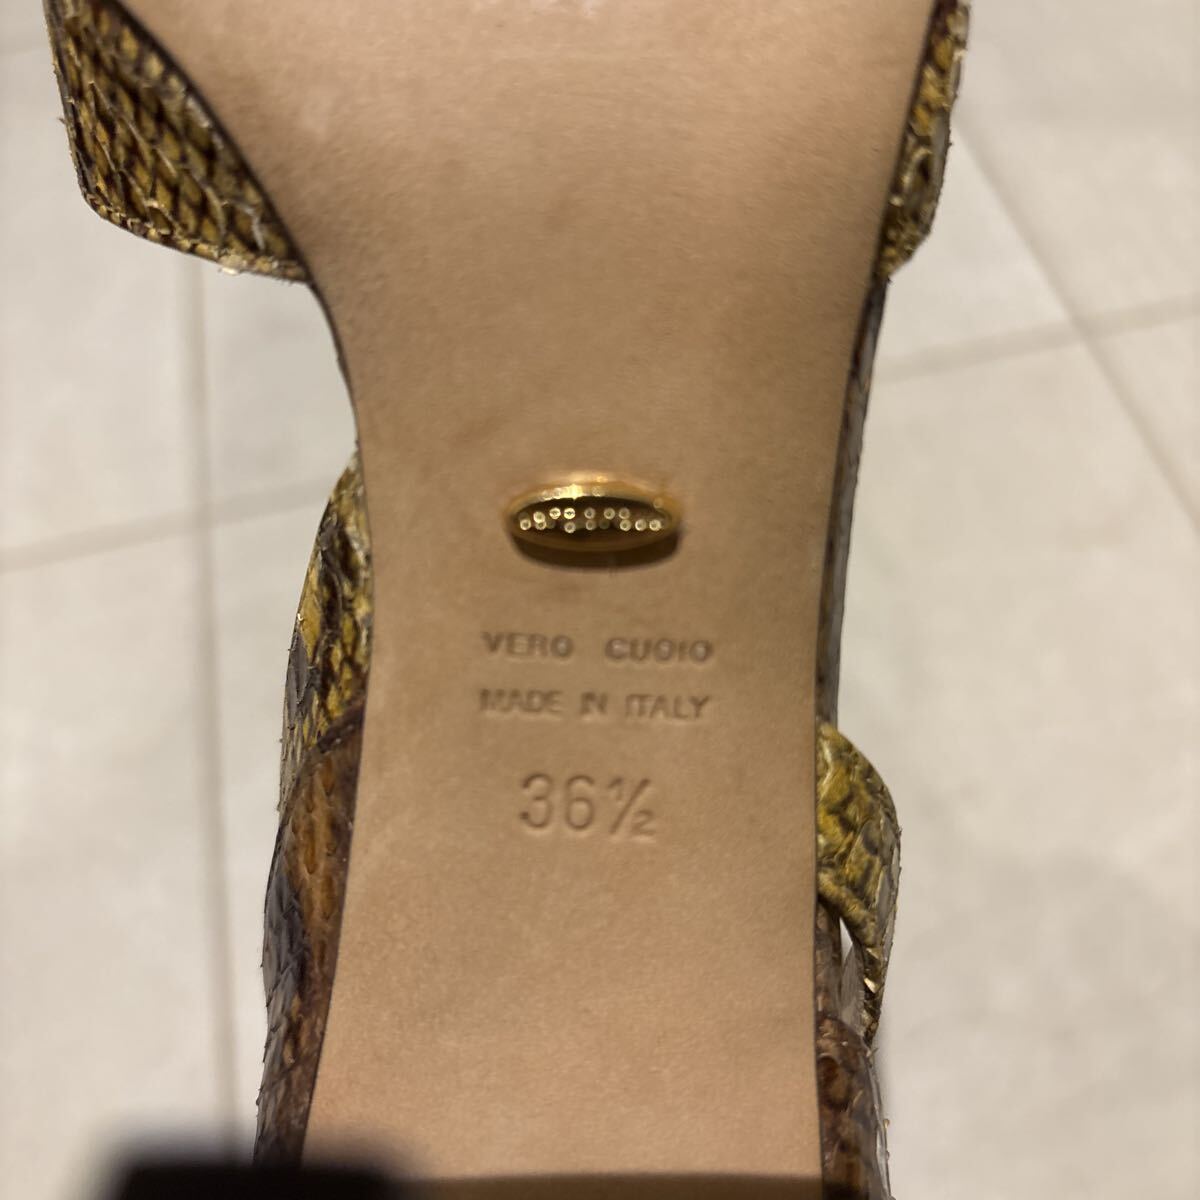 VERO CUOIO
MADE IN ITALY
36½